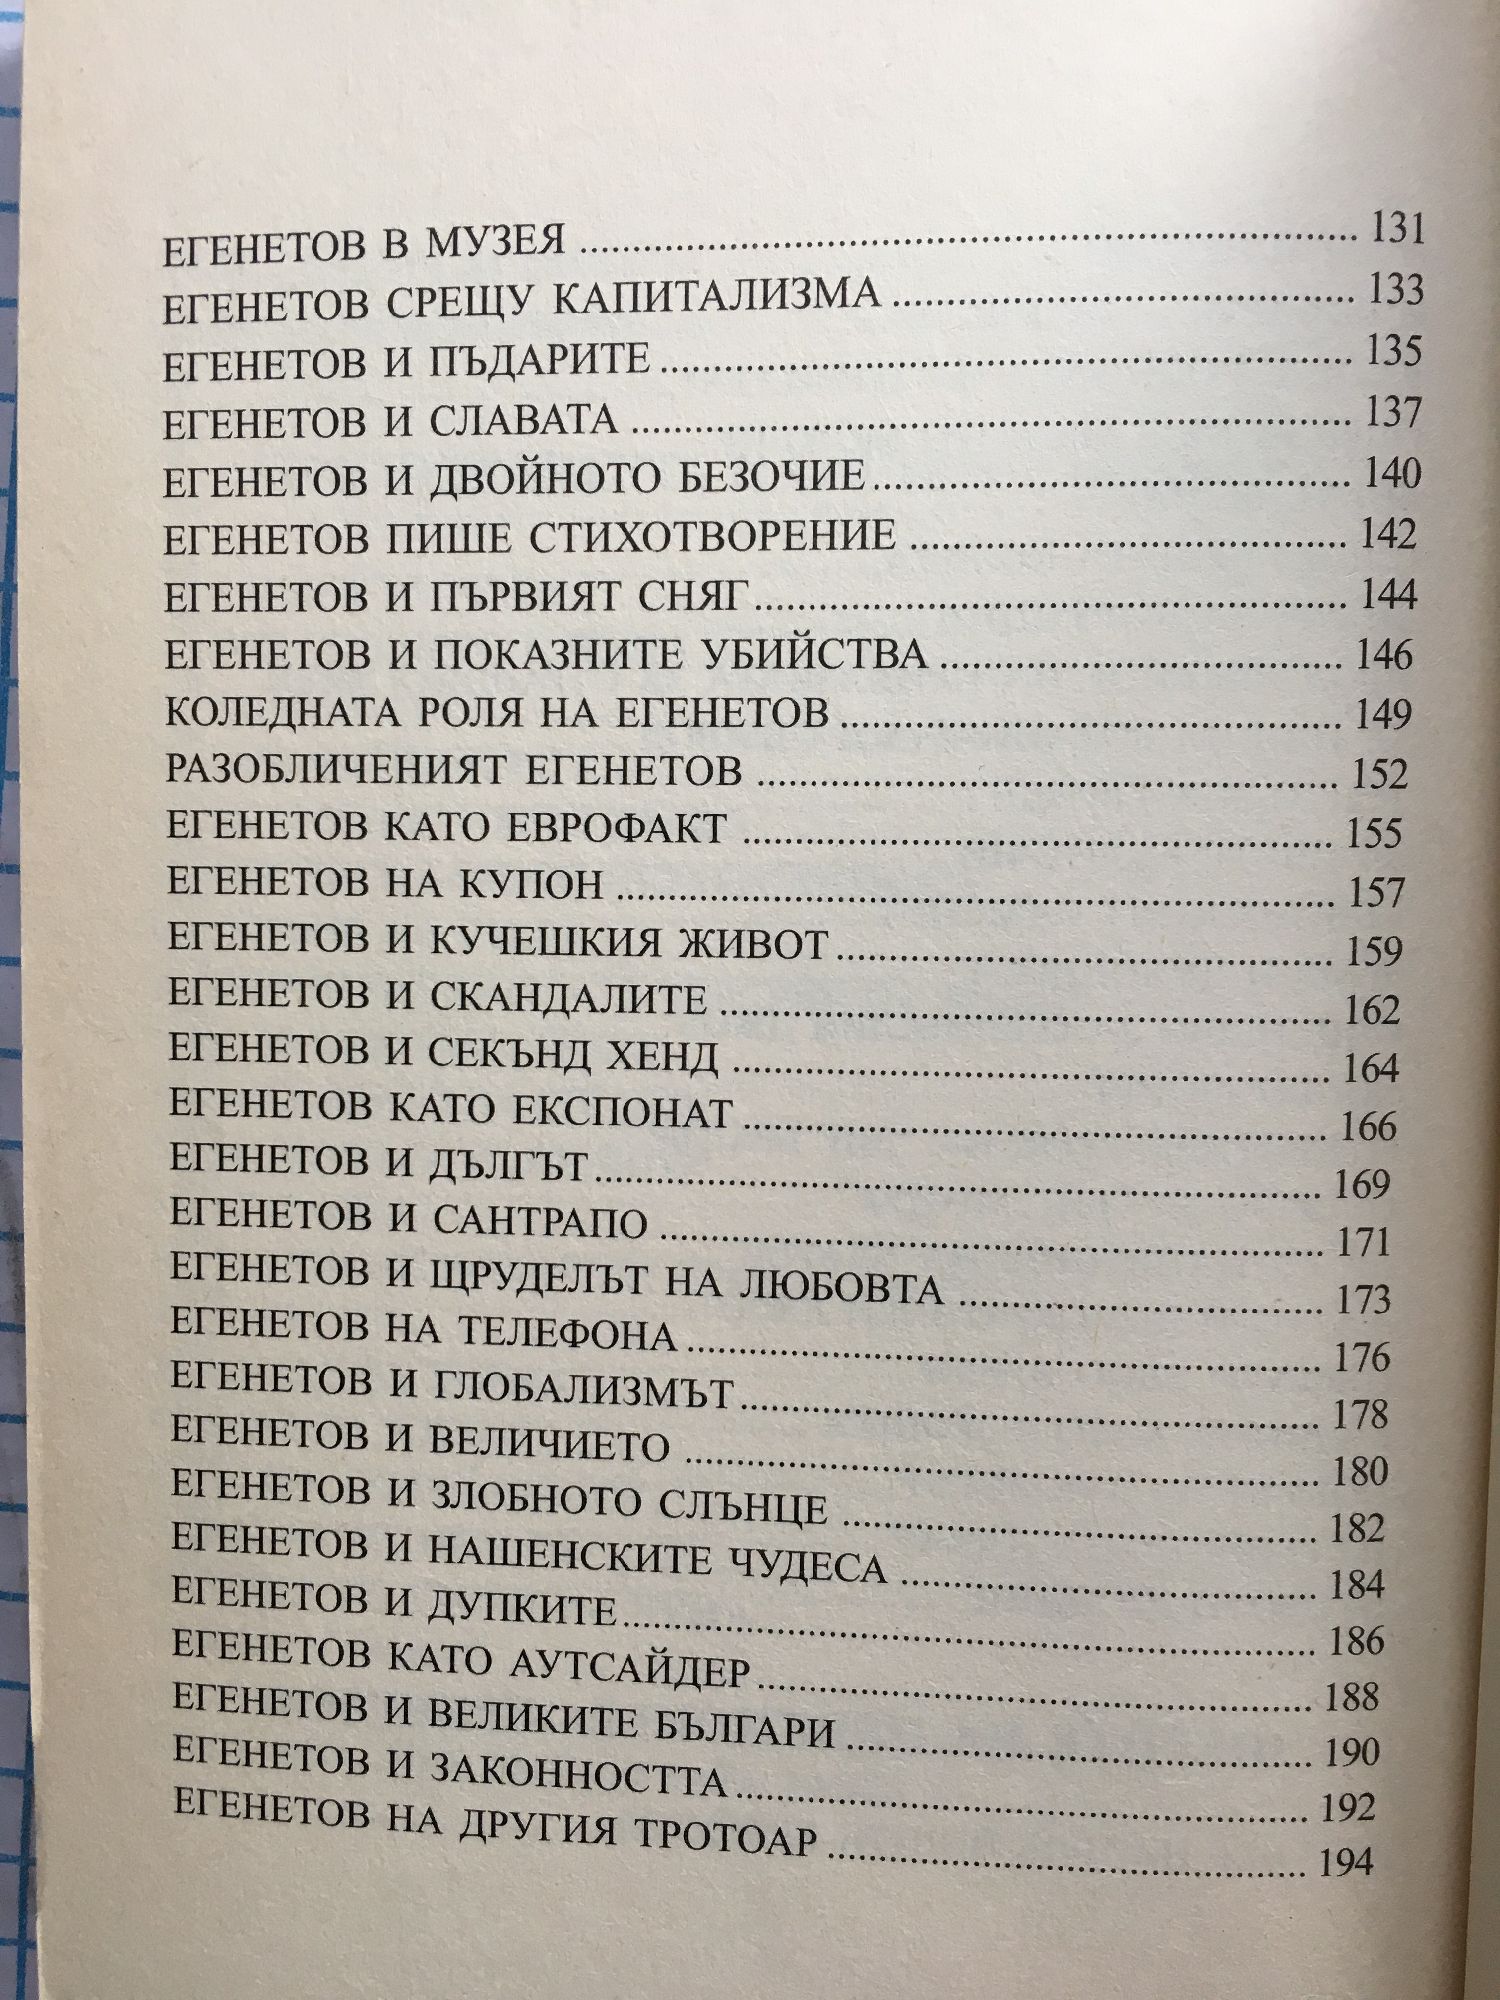 ЕГЕНЕТОВ В МУЗЕЯ ........ 131
ЕГЕНЕТОВ СРЕЩУ КАПИТАЛИЗМА ........ 133
ЕГЕНЕТОВ И ПЪДАРИТЕ ........ 135
ЕГЕНЕТОВ И СЛАВАТА ........ 137
ЕГЕНЕТОВ И ДВОЙНОТО БЕЗОЧИЕ ........ 140
ЕГЕНЕТОВ ПИШЕ СТИХОТВОРЕНИЕ ........ 142
ЕГЕНЕТОВ И ПЪРВИЯТ СНЯГ ........ 144
ЕГЕНЕТОВ И ПОКАЗНИТЕ УБИЙСТВА ........ 146
КОЛЕДНАТА РОЛЯ НА ЕГЕНЕТОВ ........ 149
РАЗОБЛИЧЕНИЯТ ЕГЕНЕТОВ ........ 152
ЕГЕНЕТОВ КАТО ЕВРОФАКТ ........ 155
ЕГЕНЕТОВ НА КУПОН ........ 157
ЕГЕНЕТОВ И КУЧЕШКИЯ ЖИВОТ ........ 159
ЕГЕНЕТОВ И СКАНДАЛИТЕ ........ 162
ЕГЕНЕТОВ И СЕКЪНД ХЕНД ........ 164
ЕГЕНЕТОВ КАТО ЕКСПОНАТ ........ 166
ЕГЕНЕТОВ И ДЪЛГЪТ ........ 169
ЕГЕНЕТОВ И САНТРАПО ........ 171
ЕГЕНЕТОВ И ЩРУДЕЛЪТ НА ЛЮБОВТА ........ 173
ЕГЕНЕТОВ НА ТЕЛЕФОНА ........ 176
ЕГЕНЕТОВ И ГЛОБАЛИЗМЪТ ........ 178
ЕГЕНЕТОВ И ВЕЛИЧИЕТО ........ 180
ЕГЕНЕТОВ И ЗЛОБНОТО СЛЪНЦЕ ........ 182
ЕГЕНЕТОВ И НАШЕНСКИТЕ ЧУДЕСА ........ 184
ЕГЕНЕТОВ И ДУПКИТЕ ........ 186
ЕГЕНЕТОВ КАТО АУТСАЙДЕР ........ 188
ЕГЕНЕТОВ И ВЕЛИКИТЕ БЪЛГАРИ ........ 190
ЕГЕНЕТОВ И ЗАКОННОСТТА ........ 192
ЕГЕНЕТОВ НА ДРУГИЯ ТРОТОАР ........ 194